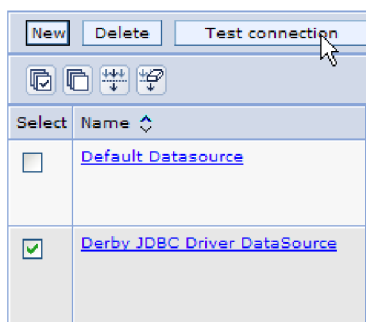 New Delete Test connection
Select Name
Default Datasource
Derby JDBC Driver DataSource